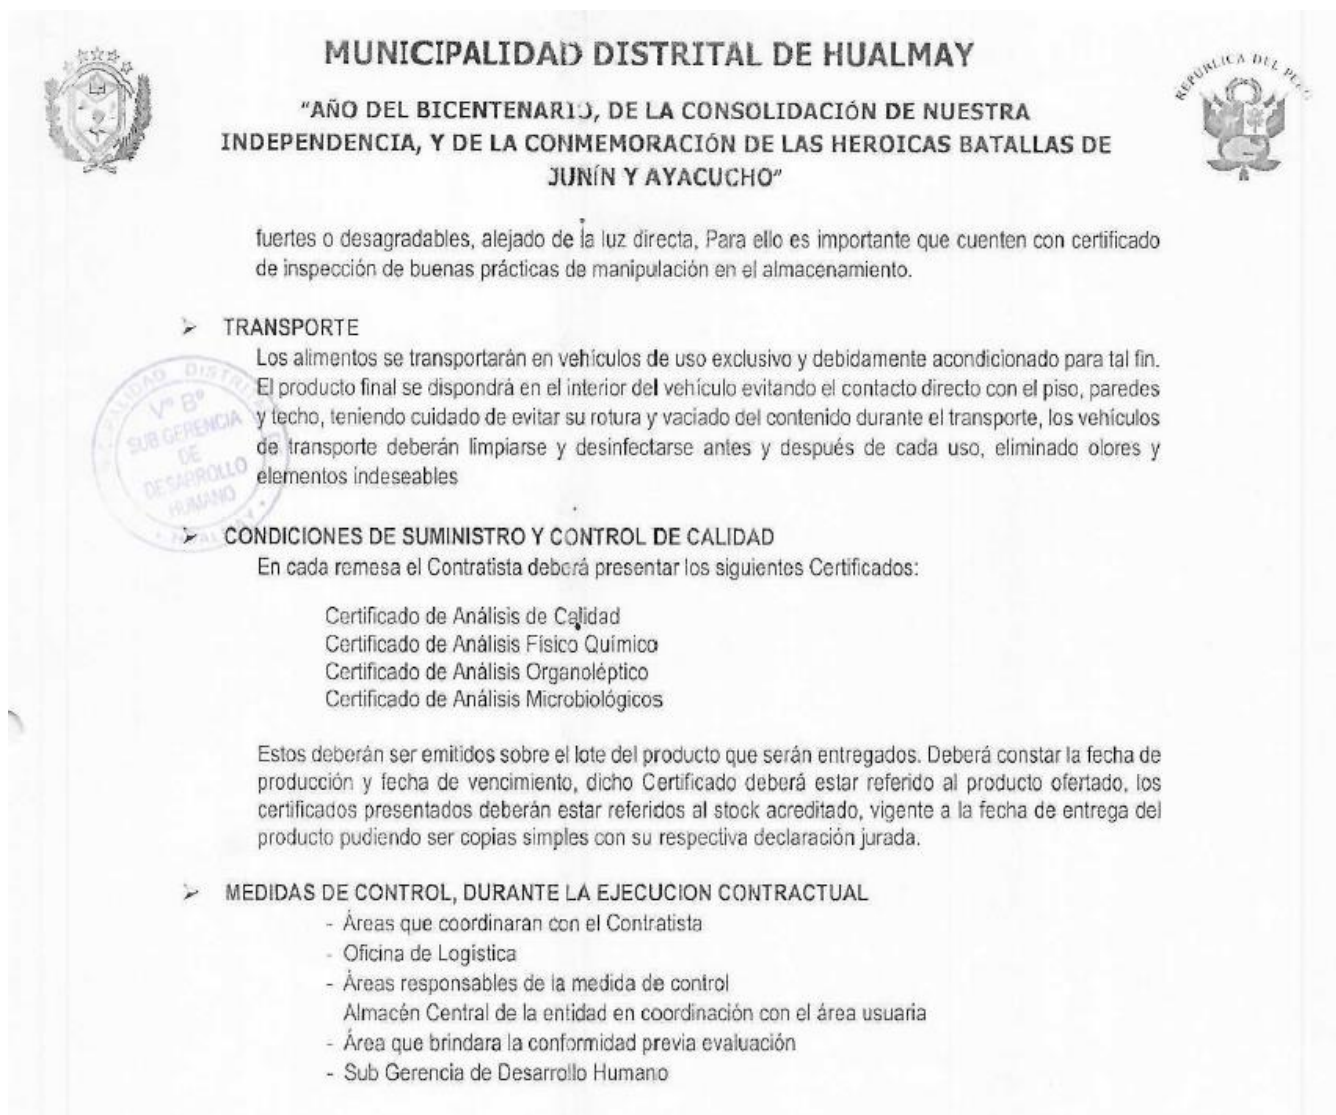 MUNICIPALIDAD DISTRITAL DE HUALMAY
REPUBLICA DEL
"AÑO DEL BICENTENARIO, DE LA CONSOLIDACIÓN DE NUESTRA
INDEPENDENCIA, Y DE LA CONMEMORACIÓN DE LAS HEROICAS BATALLAS DE
JUNÍN Y AYACUCHO"
fuertes o desagradables, alejado de la luz directa, Para ello es importante que cuenten con certificado
de inspección de buenas prácticas de manipulación en el almacenamiento.
➢ TRANSPORTE
Los alimentos se transportarán en vehículos de uso exclusivo y debidamente acondicionado para tal fin.
El producto final se dispondrá en el interior del vehículo evitando el contacto directo con el piso, paredes
y techo, teniendo cuidado de evitar su rotura y vaciado del contenido durante el transporte, los vehículos
de transporte deberán limpiarse y desinfectarse antes y después de cada uso, eliminado olores y
elementos indeseables
V° B°
SUB GERENCIA
DE
DESARROLLO
HUMANO
➢ CONDICIONES DE SUMINISTRO Y CONTROL DE CALIDAD
En cada remesa el Contratista deberá presentar los siguientes Certificados:
Certificado de Análisis de Calidad
Certificado de Análisis Físico Químico
Certificado de Análisis Organoléptico
Certificado de Análisis Microbiológicos
Estos deberán ser emitidos sobre el lote del producto que serán entregados. Deberá constar la fecha de
producción y fecha de vencimiento, dicho Certificado deberá estar referido al producto ofertado, los
certificados presentados deberán estar referidos al stock acreditado, vigente a la fecha de entrega del
producto pudiendo ser copias simples con su respectiva declaración jurada.
➢ MEDIDAS DE CONTROL, DURANTE LA EJECUCION CONTRACTUAL
- Áreas que coordinaran con el Contratista
- Oficina de Logística
- Áreas responsables de la medida de control
Almacén Central de la entidad en coordinación con el área usuaria
- Área que brindara la conformidad previa evaluación
- Sub Gerencia de Desarrollo Humano